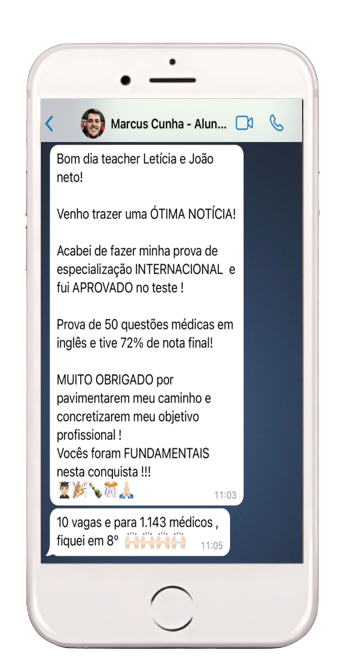 Marcus Cunha - Alun...
Bom dia teacher Letícia e João
neto!
Venho trazer uma ÓTIMA NOTÍCIA!
Acabei de fazer minha prova de
especialização INTERNACIONAL e
fui APROVADO no teste !
Prova de 50 questões médicas em
inglês e tive 72% de nota final!
MUITO OBRIGADO por
pavimentarem meu caminho e
concretizarem meu objetivo
profissional !
Vocês foram FUNDAMENTAIS
nesta conquista !!!
👨🏻‍🎓🎉🍾🎊🙏🏻
11:03
10 vagas e para 1.143 médicos ,
fiquei em 8º 🙌🏻🙌🏻🙌🏻🙌🏻
11:05